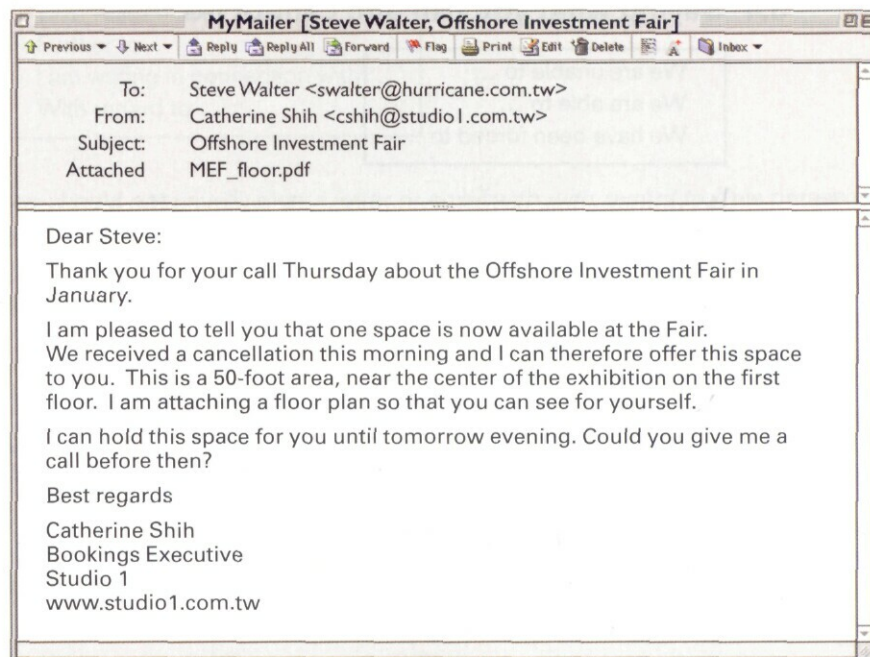 MyMailer [Steve Walter, Offshore Investment Fair]
Previous Next Reply Reply All Forward Flag Print Edit Delete Inbox
To: Steve Walter <swalter@hurricane.com.tw>
From: Catherine Shih <cshih@studio1.com.tw>
Subject: Offshore Investment Fair
Attached MEF_floor.pdf
Dear Steve:
Thank you for your call Thursday about the Offshore Investment Fair in
January.
I am pleased to tell you that one space is now available at the Fair.
We received a cancellation this morning and I can therefore offer this space
to you. This is a 50-foot area, near the center of the exhibition on the first
floor. I am attaching a floor plan so that you can see for yourself.
I can hold this space for you until tomorrow evening. Could you give me a
call before then?
Best regards
Catherine Shih
Bookings Executive
Studio 1
www.studio1.com.tw